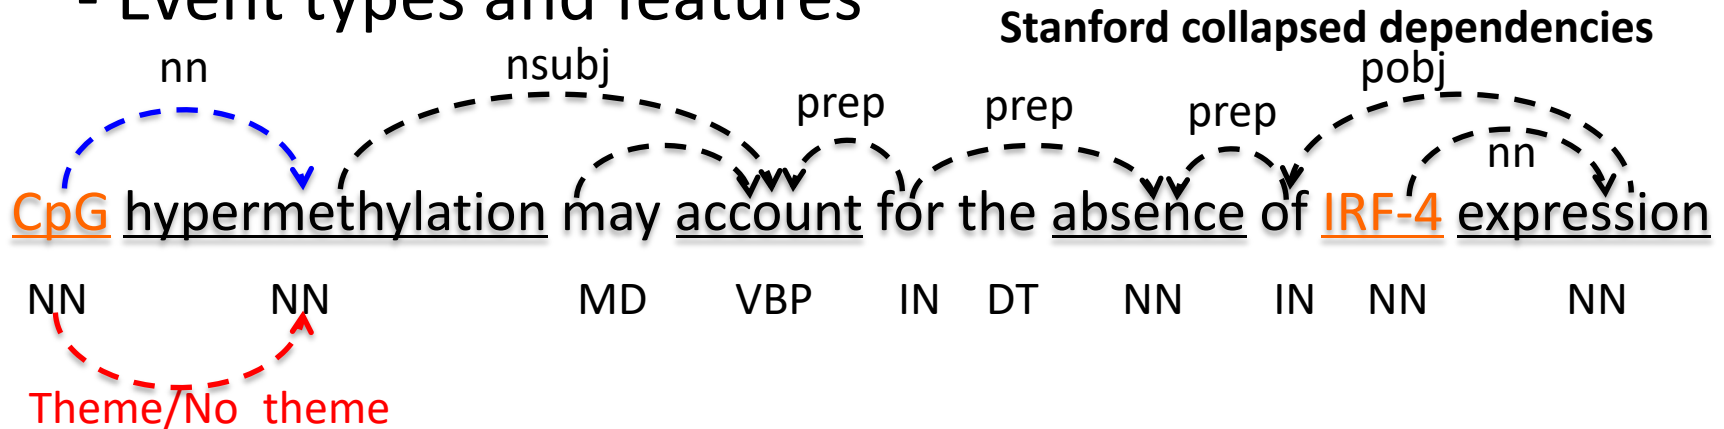 - Event types and features
Stanford collapsed dependencies
nn nsubj prep prep prep pobj
nn
CpG hypermethylation may account for the absence of IRF-4 expression
NN NN MD VBP IN DT NN IN NN NN
Theme/No theme